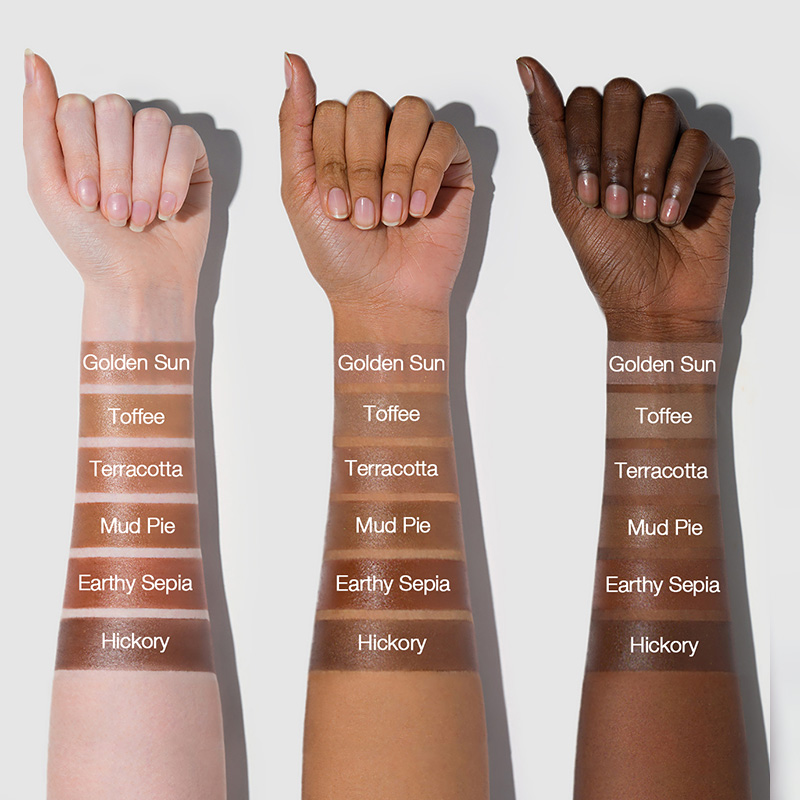 Golden Sun
Toffee
Terracotta
Mud Pie
Earthy Sepia
Hickory
Golden Sun
Toffee
Terracotta
Mud Pie
Earthy Sepia
Hickory
Golden Sun
Toffee
Terracotta
Mud Pie
Earthy Sepia
Hickory